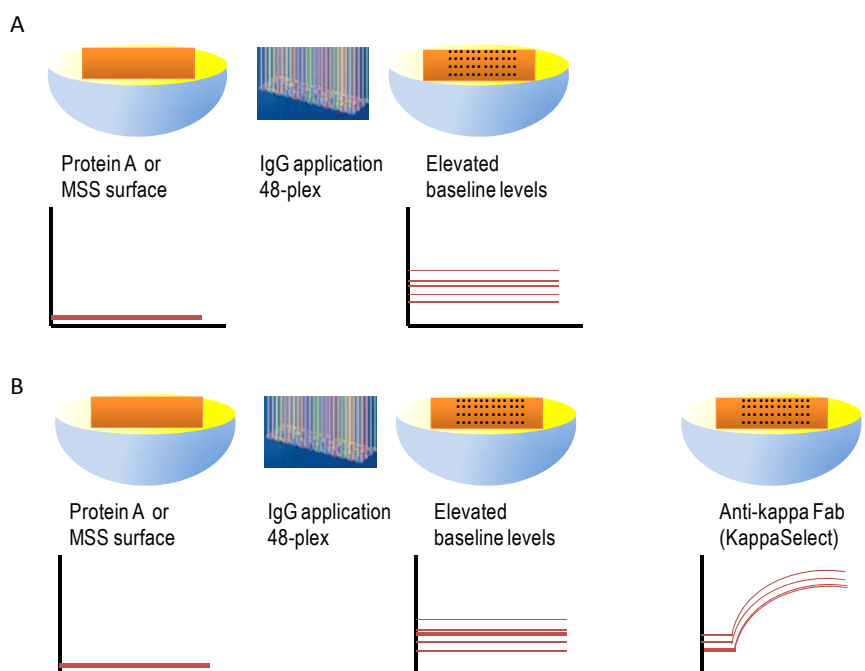 A
Protein A or
MSS surface
IgG application
48-plex
Elevated
baseline levels
B
Protein A or
MSS surface
IgG application
48-plex
Elevated
baseline levels
Anti-kappa Fab
(KappaSelect)